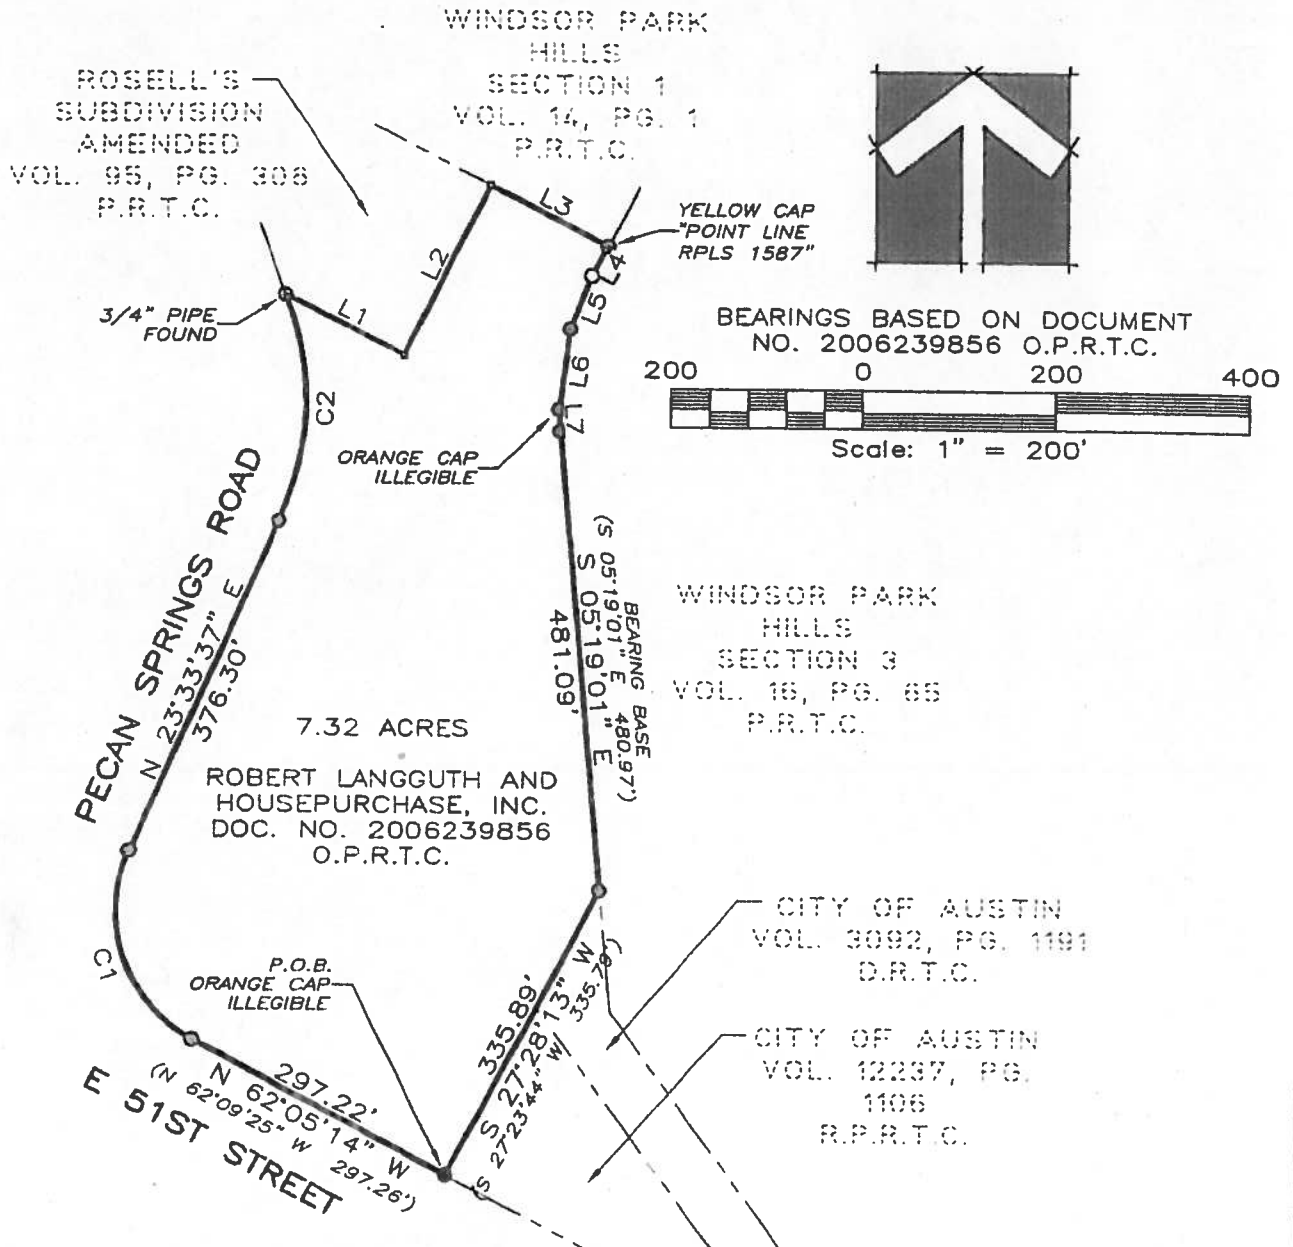 WINDSOR PARK
HILLS
SECTION 1
VOL. 14, PG. 1
P.R.T.C.
ROSELL'S
SUBDIVISION
AMENDED
VOL. 95, PG. 308
P.R.T.C.
L3
YELLOW CAP
"POINT LINE
RPLS 1587"
L2
L4
L1
L5
3/4" PIPE
FOUND
BEARINGS BASED ON DOCUMENT
NO. 2006239856 O.P.R.T.C.
200 0 200 400
Scale: 1" = 200'
L6
C2
L7
ORANGE CAP
ILLEGIBLE
PECAN SPRINGS ROAD
N 23°33'37" E
376.30'
BEARING BASE
(S 05°19'01" E 480.97')
S 05°19'01" E
481.09'
WINDSOR PARK
HILLS
SECTION 3
VOL. 16, PG. 65
P.R.T.C.
7.32 ACRES
ROBERT LANGGUTH AND
HOUSEPURCHASE, INC.
DOC. NO. 2006239856
O.P.R.T.C.
CITY OF AUSTIN
VOL. 3092, PG. 1191
D.R.T.C.
C1
P.O.B.
ORANGE CAP
ILLEGIBLE
335.89'
S 27°28'13" W
(S 27°23'44" W 335.79')
CITY OF AUSTIN
VOL. 12237, PG.
1106
R.P.R.T.C.
297.22'
N 62°05'14" W
(N 62°09'25" W 297.26')
E 51ST STREET